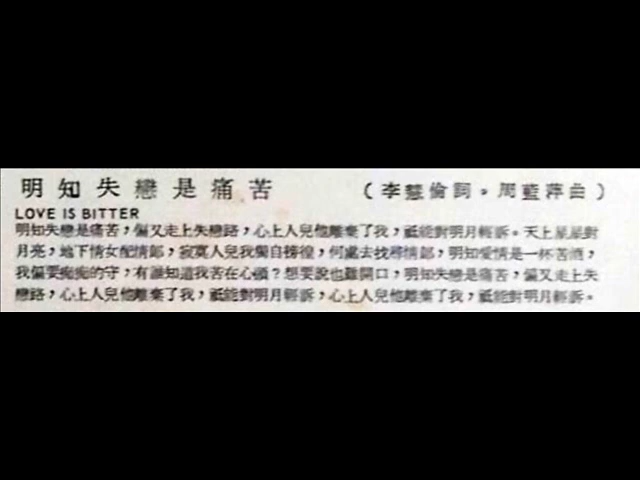 明知失戀是痛苦 (李慧倫詞。周藍萍曲)
LOVE IS BITTER
明知失戀是痛苦,偏又走上失戀路,心上人兒他離棄了我,祇能對明月輕訴。天上星星對
月亮,地下情女配情郎,寂寞人兒我獨自徬徨,何處去找尋情郎,明知愛情是一杯苦酒,
我偏要痴痴的守,有誰知道我苦在心頭?想要說也難開口,明知失戀是痛苦,偏又走上失
戀路,心上人兒他離棄了我,祇能對明月輕訴,心上人兒他離棄了我,祇能對明月輕訴。